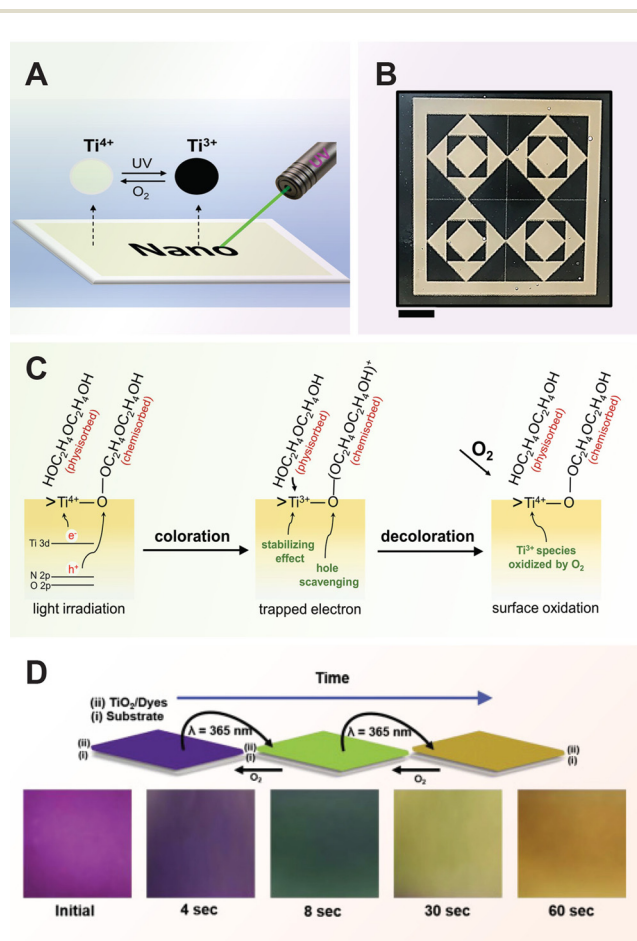 A
Ti4+
Ti3+
UV
O2
UV
Nano
B
C
HOC2H4OC2H4OH
(physisorbed)
OC2H4OC2H4OH
(chemisorbed)
>Ti4+—O
e-
Ti 3d
h+
N 2p
O 2p
light irradiation
coloration
HOC2H4OC2H4OH
(physisorbed)
(OC2H4OC2H4OH)+
(chemisorbed)
>Ti3+—O
stabilizing
effect
hole
scavenging
trapped electron
decoloration
O2
HOC2H4OC2H4OH
(physisorbed)
OC2H4OC2H4OH
(chemisorbed)
>Ti4+—O
Ti3+ species
oxidized by O2
surface oxidation
D
Time
(ii) TiO2/Dyes
(i) Substrate
λ = 365 nm
λ = 365 nm
(ii)
(i)
(ii)
(i)
(ii)
(i)
O2
O2
Initial
4 sec
8 sec
30 sec
60 sec